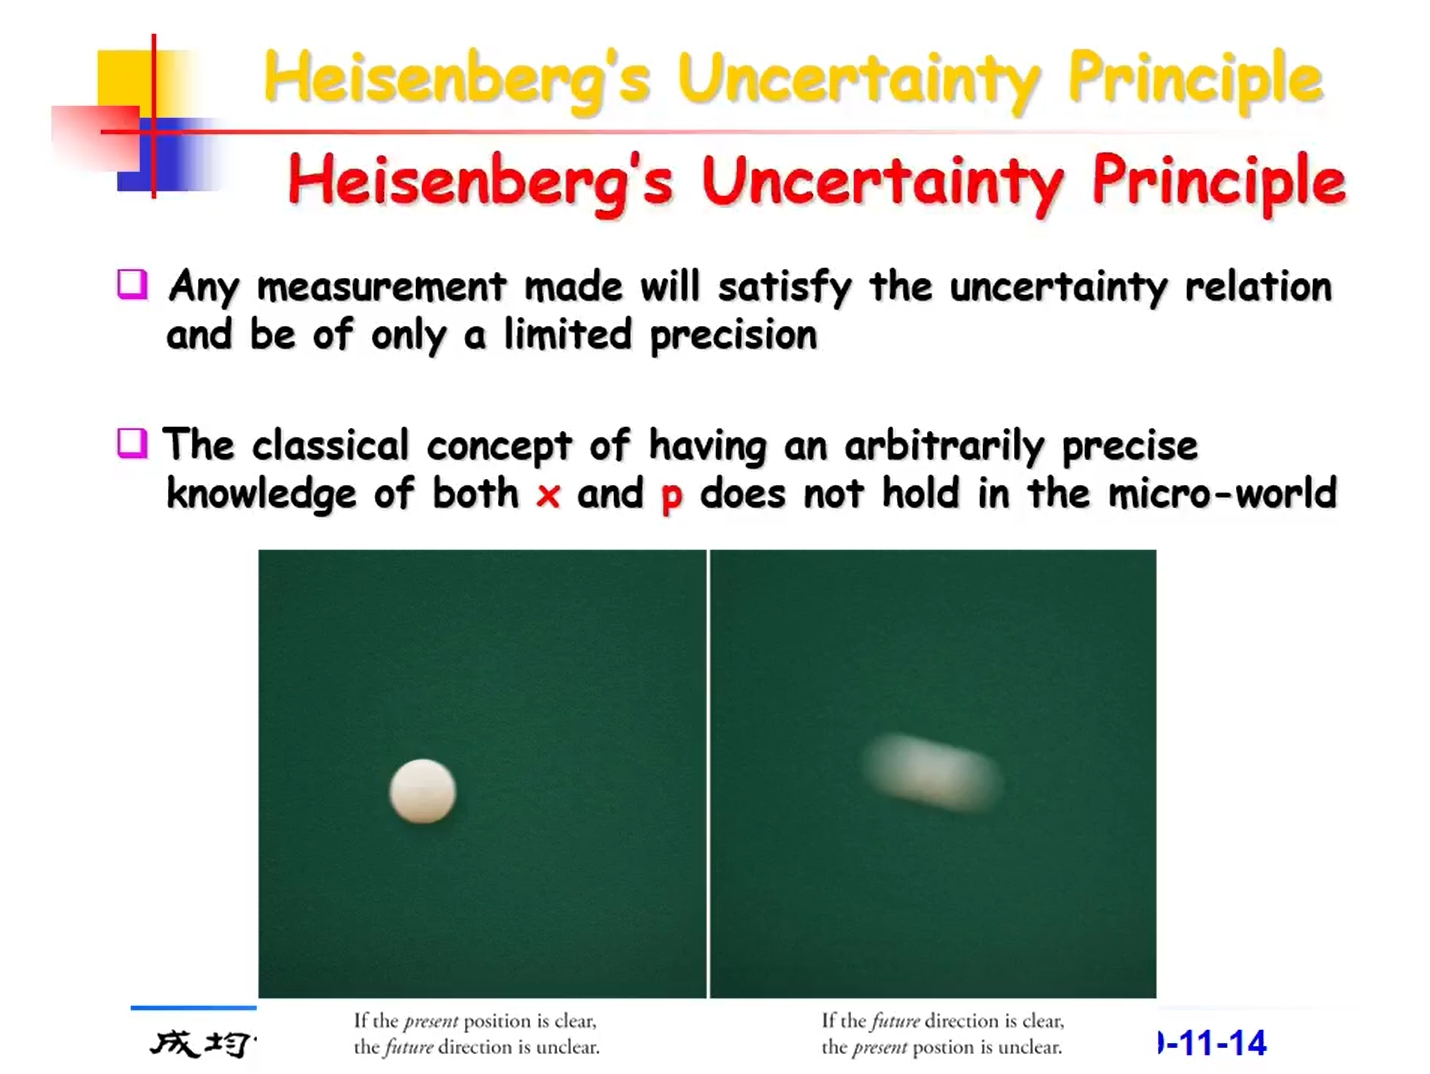 Heisenberg's Uncertainty Principle
Heisenberg's Uncertainty Principle
Any measurement made will satisfy the uncertainty relation
and be of only a limited precision
The classical concept of having an arbitrarily precise
knowledge of both x and p does not hold in the micro-world
If the present position is clear,
the future direction is unclear.
If the future direction is clear,
the present postion is unclear.
成均
-11-14